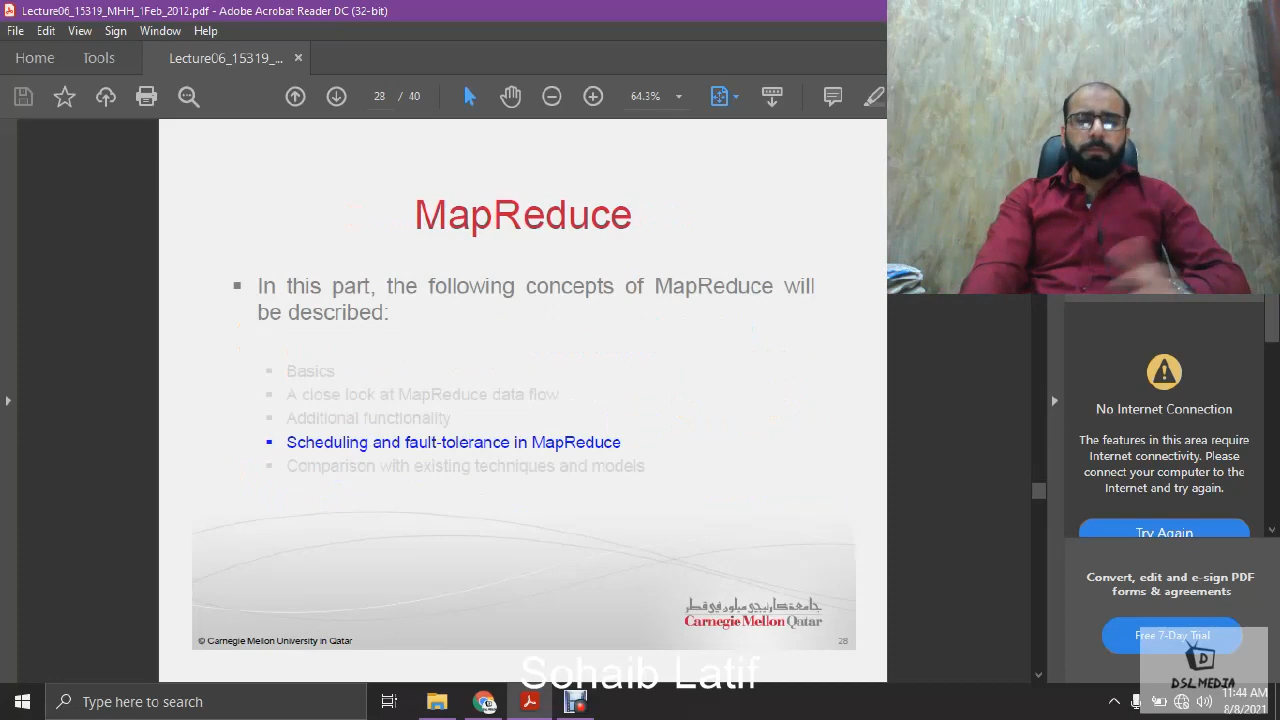 Lecture06_15319_MHH_1Feb_2012.pdf - Adobe Acrobat Reader DC (32-bit)
File Edit View Sign Window Help
Home Tools Lecture06_15319_... ×
28 / 40 64.3%
MapReduce
▪ In this part, the following concepts of MapReduce will
be described:
▪ Basics
▪ A close look at MapReduce data flow
▪ Additional functionality
▪ Scheduling and fault-tolerance in MapReduce
▪ Comparison with existing techniques and models
جامعة كارنيجي ميلون في قطر
Carnegie Mellon Qatar
© Carnegie Mellon University in Qatar
28
No Internet Connection
The features in this area require
Internet connectivity. Please
connect your computer to the
Internet and try again.
Try Again
Convert, edit and e-sign PDF
forms & agreements
Free 7-Day Trial
D
DSL MEDIA
Sohaib Latif
Type here to search
11:44 AM
8/8/2021